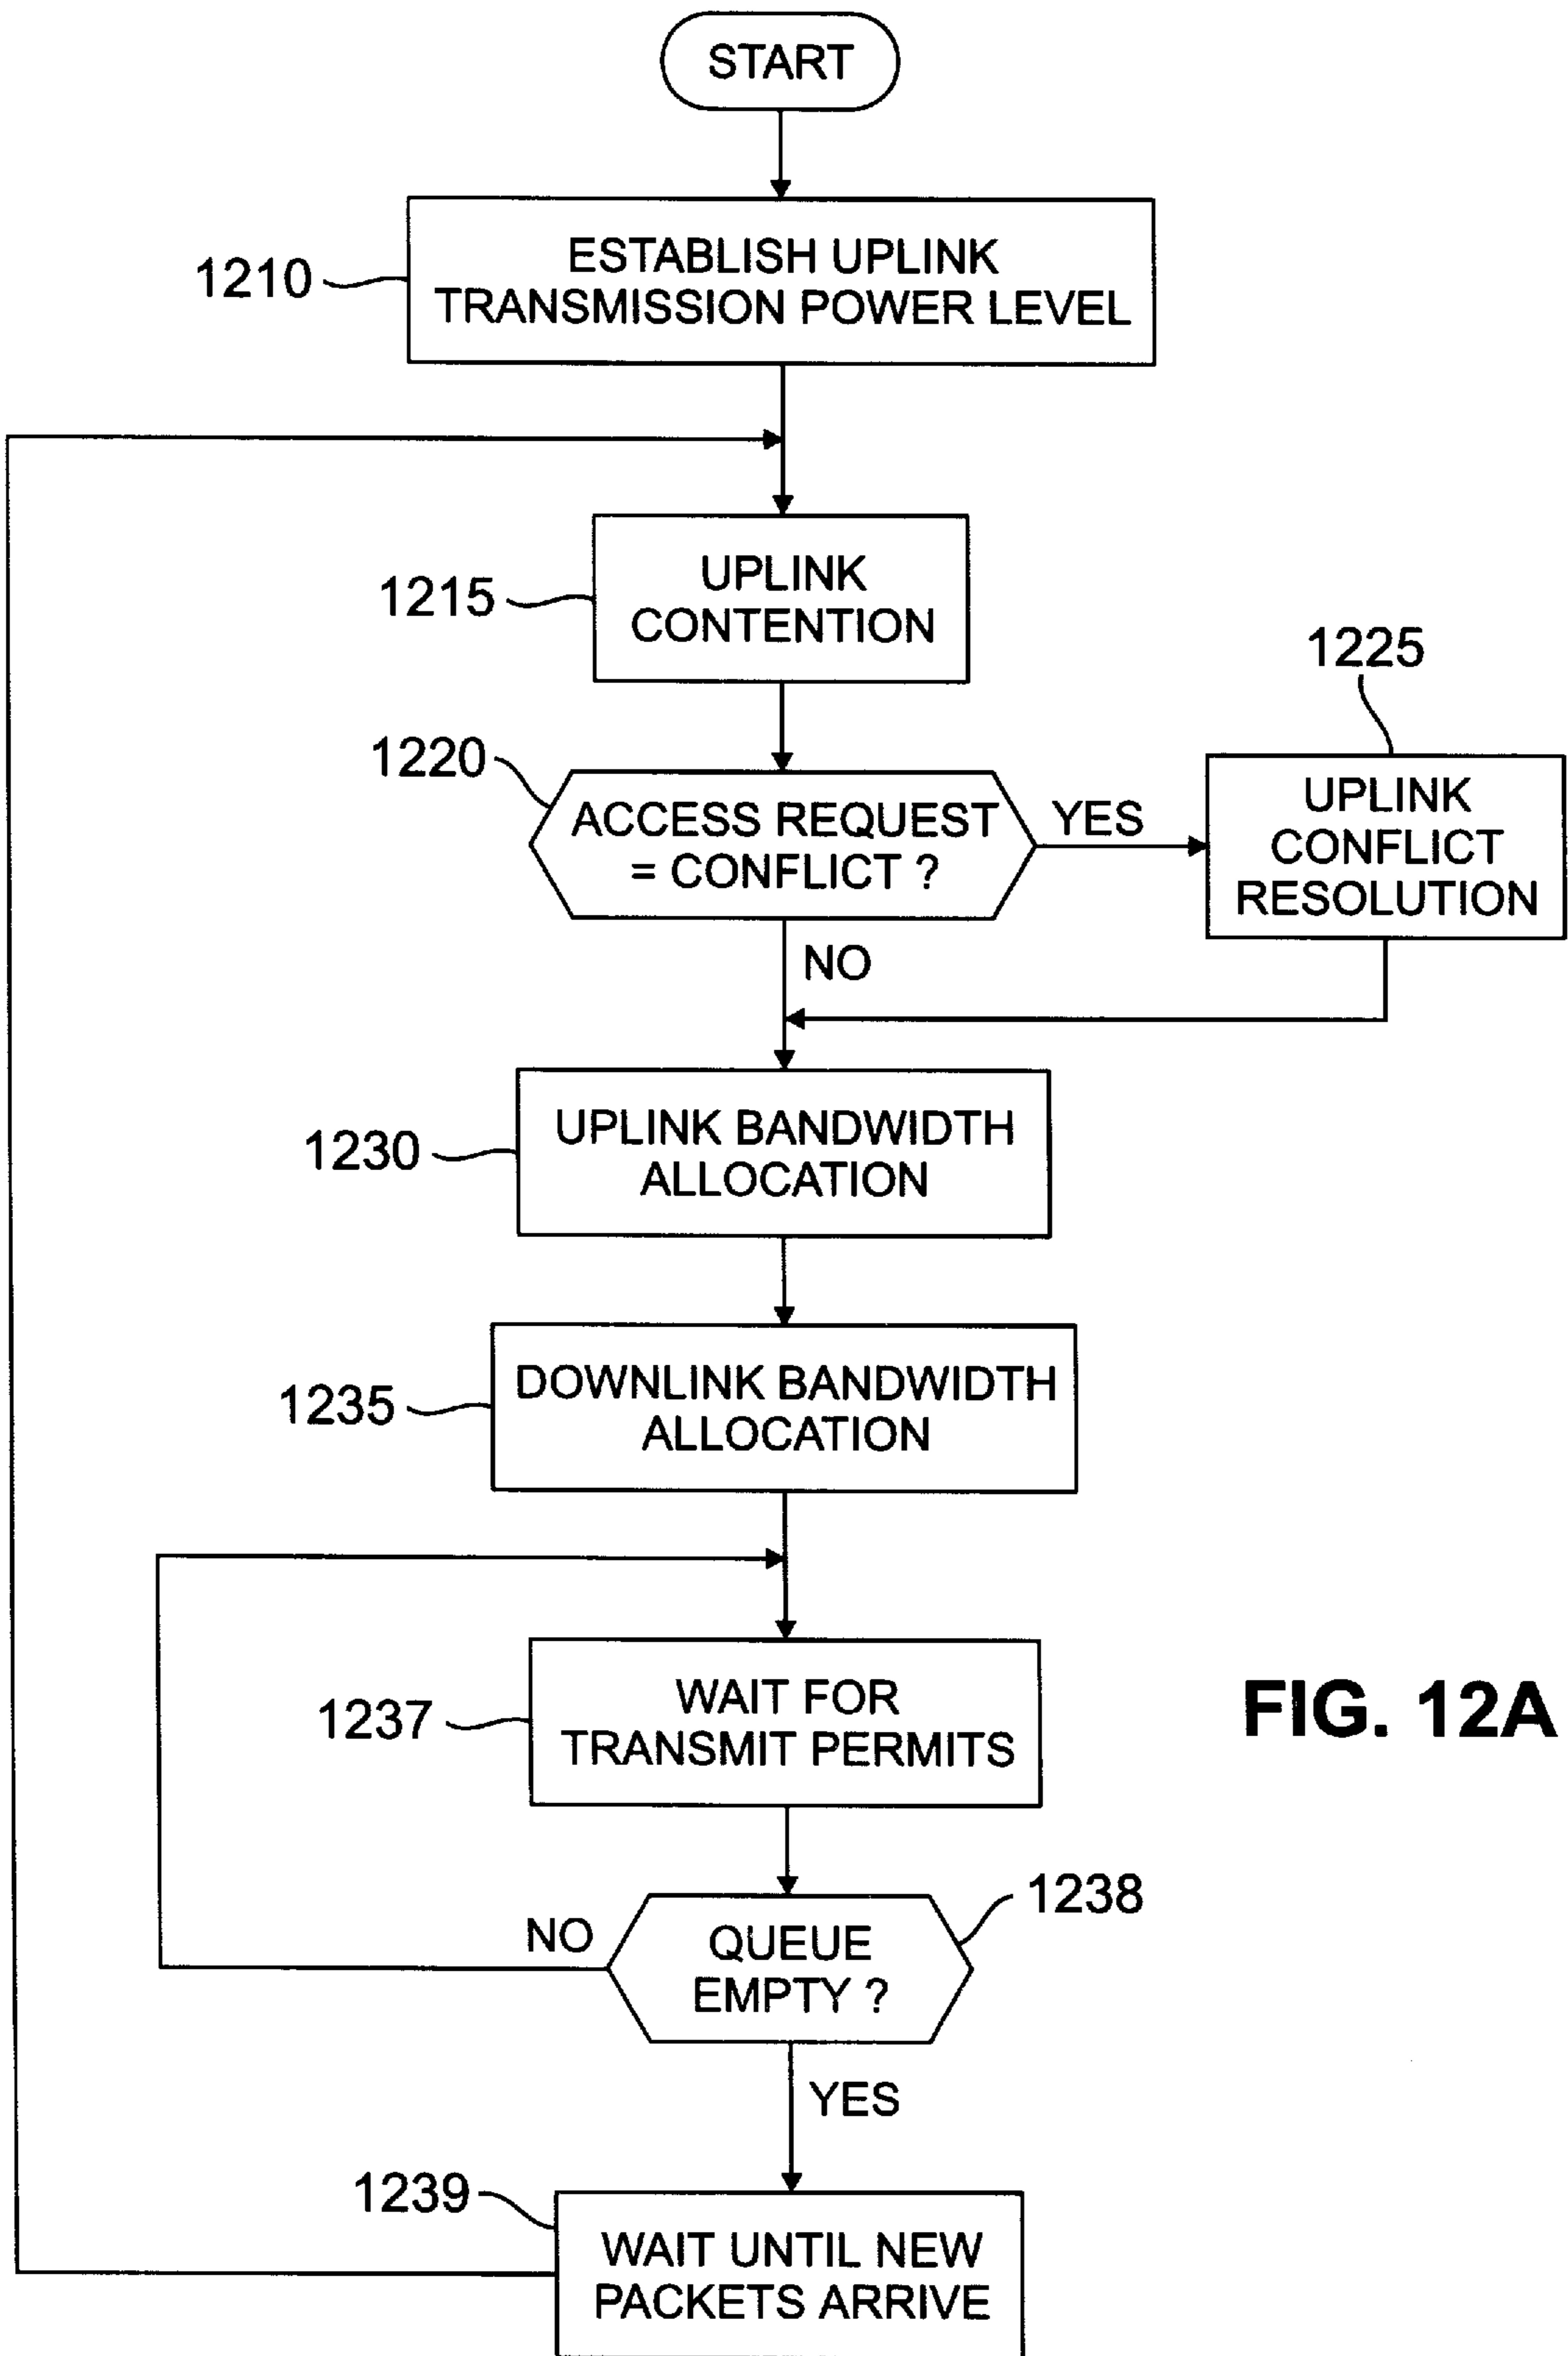 START
1210
ESTABLISH UPLINK
TRANSMISSION POWER LEVEL
1215
UPLINK
CONTENTION
1220
ACCESS REQUEST
= CONFLICT ?
YES
1225
UPLINK
CONFLICT
RESOLUTION
NO
1230
UPLINK BANDWIDTH
ALLOCATION
1235
DOWNLINK BANDWIDTH
ALLOCATION
1237
WAIT FOR
TRANSMIT PERMITS
FIG. 12A
1238
NO
QUEUE
EMPTY ?
YES
1239
WAIT UNTIL NEW
PACKETS ARRIVE